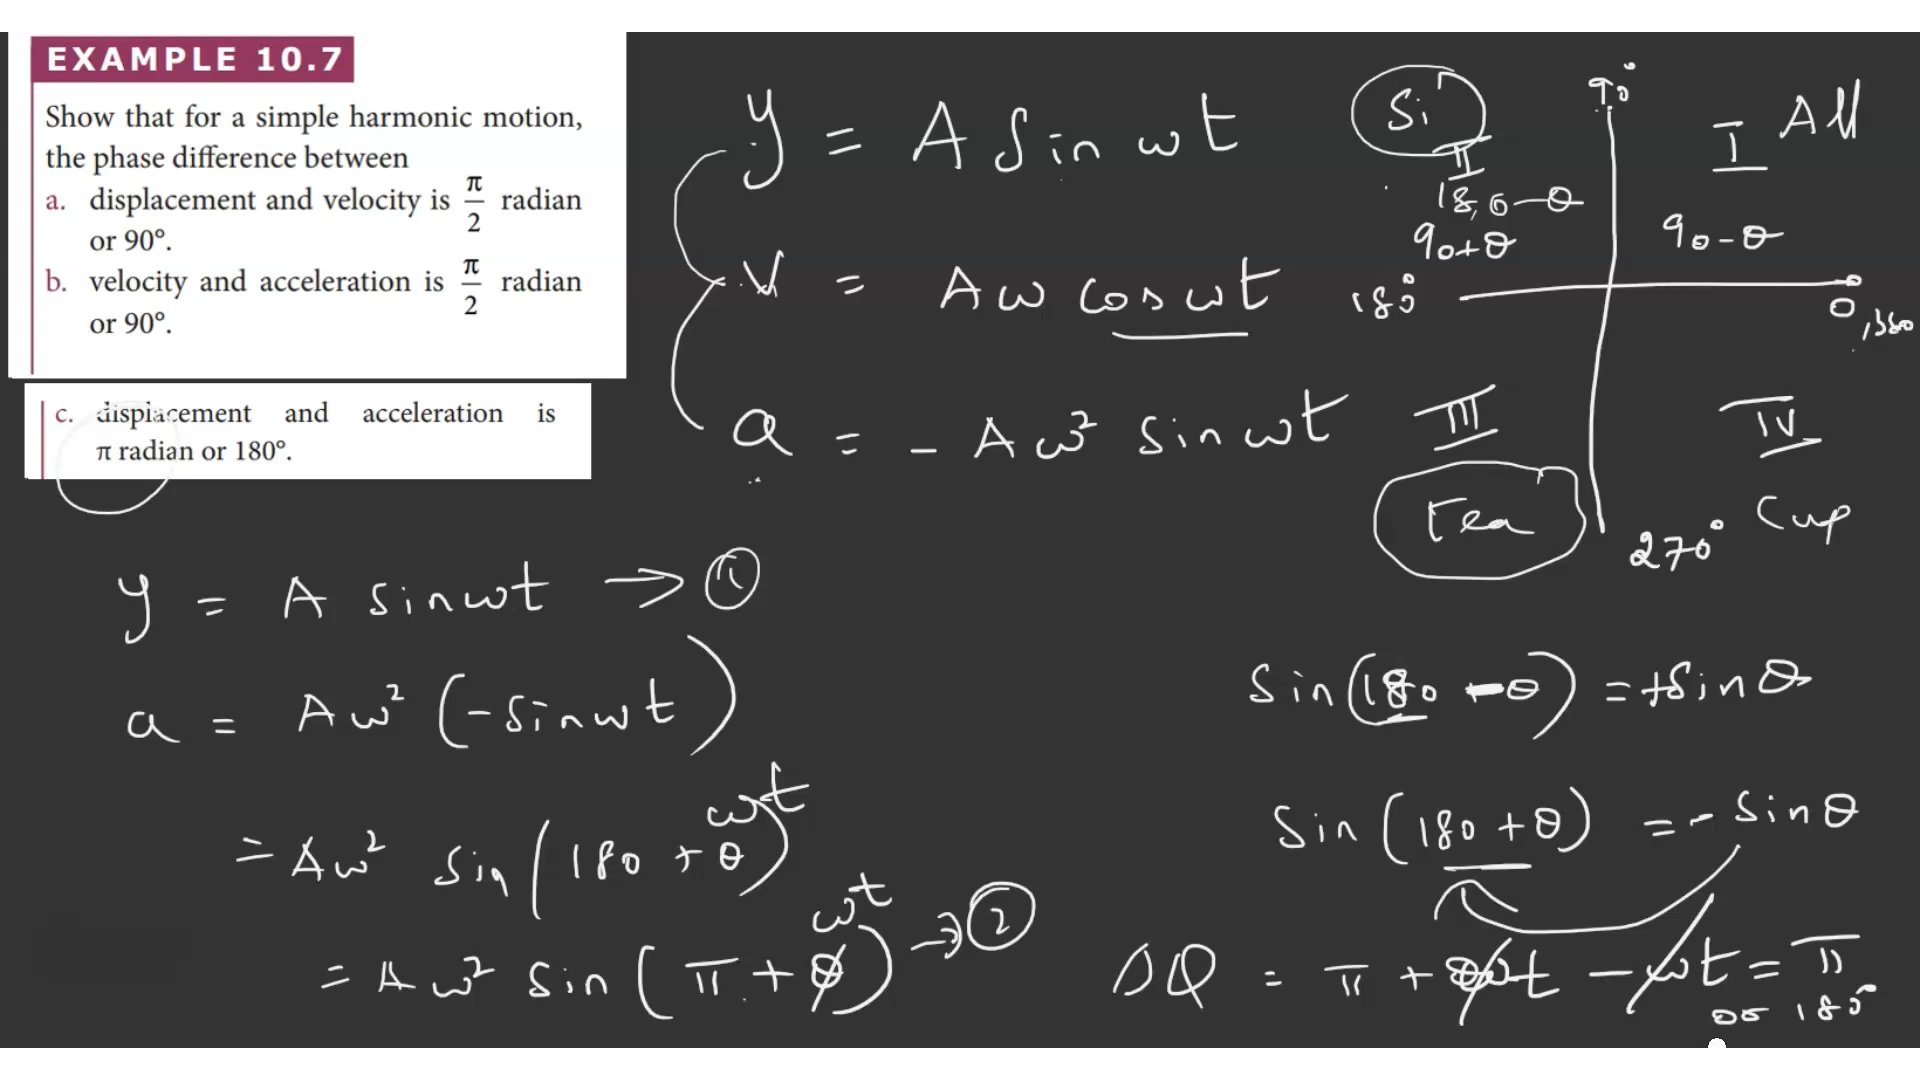 EXAMPLE 10.7
Show that for a simple harmonic motion,
the phase difference between
a. displacement and velocity is π/2 radian
or 90°.
b. velocity and acceleration is π/2 radian
or 90°.
c. displacement and acceleration is
π radian or 180°.
y = A sin ωt
v = Aω cos ωt
a = - Aω² sin ωt
Si
II
180-θ
90+θ
90°
I All
90-θ
180°
0, 360
III
Tea
IV
Cup
270°
y = A sinωt → ①
a = Aω² (-sinωt)
= Aω² sin(180 + θ) ωt
= Aω² sin (π + θ) ωt → ②
sin(180 - θ) = +sinθ
sin (180 + θ) = - sinθ
Δφ = π + ωt - ωt = π
or 180°